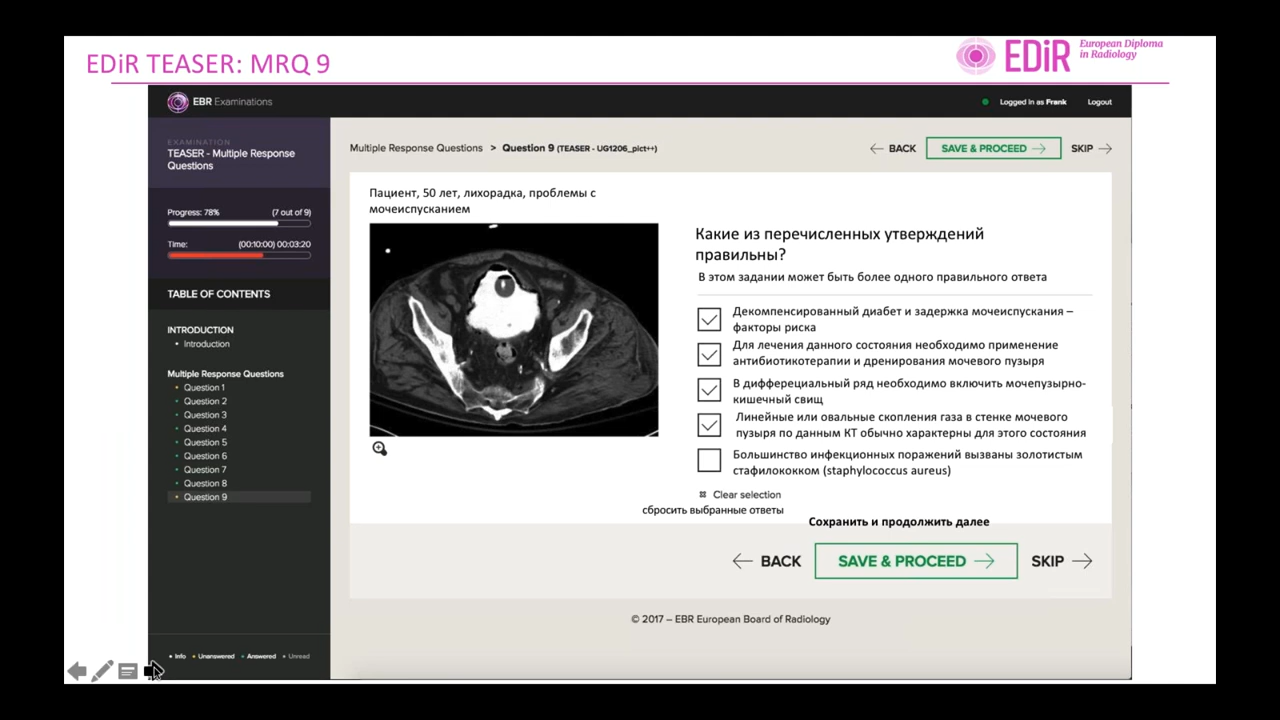 EDiR TEASER: MRQ 9
EDiR
European Diploma
in Radiology
EBR Examinations
Logged in as Frank
Logout
EXAMINATION
TEASER - Multiple Response
Questions
Progress: 78%
(7 out of 9)
Time:
(00:10:00) 00:03:20
TABLE OF CONTENTS
INTRODUCTION
Introduction
Multiple Response Questions
Question 1
Question 2
Question 3
Question 4
Question 5
Question 6
Question 7
Question 8
Question 9
Info
Unanswered
Answered
Unread
Multiple Response Questions > Question 9 (TEASER - UG1206_pict++)
BACK
SAVE & PROCEED
SKIP
Пациент, 50 лет, лихорадка, проблемы с
мочеиспусканием
Какие из перечисленных утверждений
правильны?
В этом задании может быть более одного правильного ответа
Декомпенсированный диабет и задержка мочеиспускания –
факторы риска
Для лечения данного состояния необходимо применение
антибиотикотерапии и дренирования мочевого пузыря
В диффереци­альный ряд необходимо включить мочепузырно-
кишечный свищ
Линейные или овальные скопления газа в стенке мочевого
пузыря по данным КТ обычно характерны для этого состояния
Большинство инфекционных поражений вызваны золотистым
стафилококком (staphylococcus aureus)
Clear selection
сбросить выбранные ответы
Сохранить и продолжить далее
BACK
SAVE & PROCEED
SKIP
© 2017 – EBR European Board of Radiology